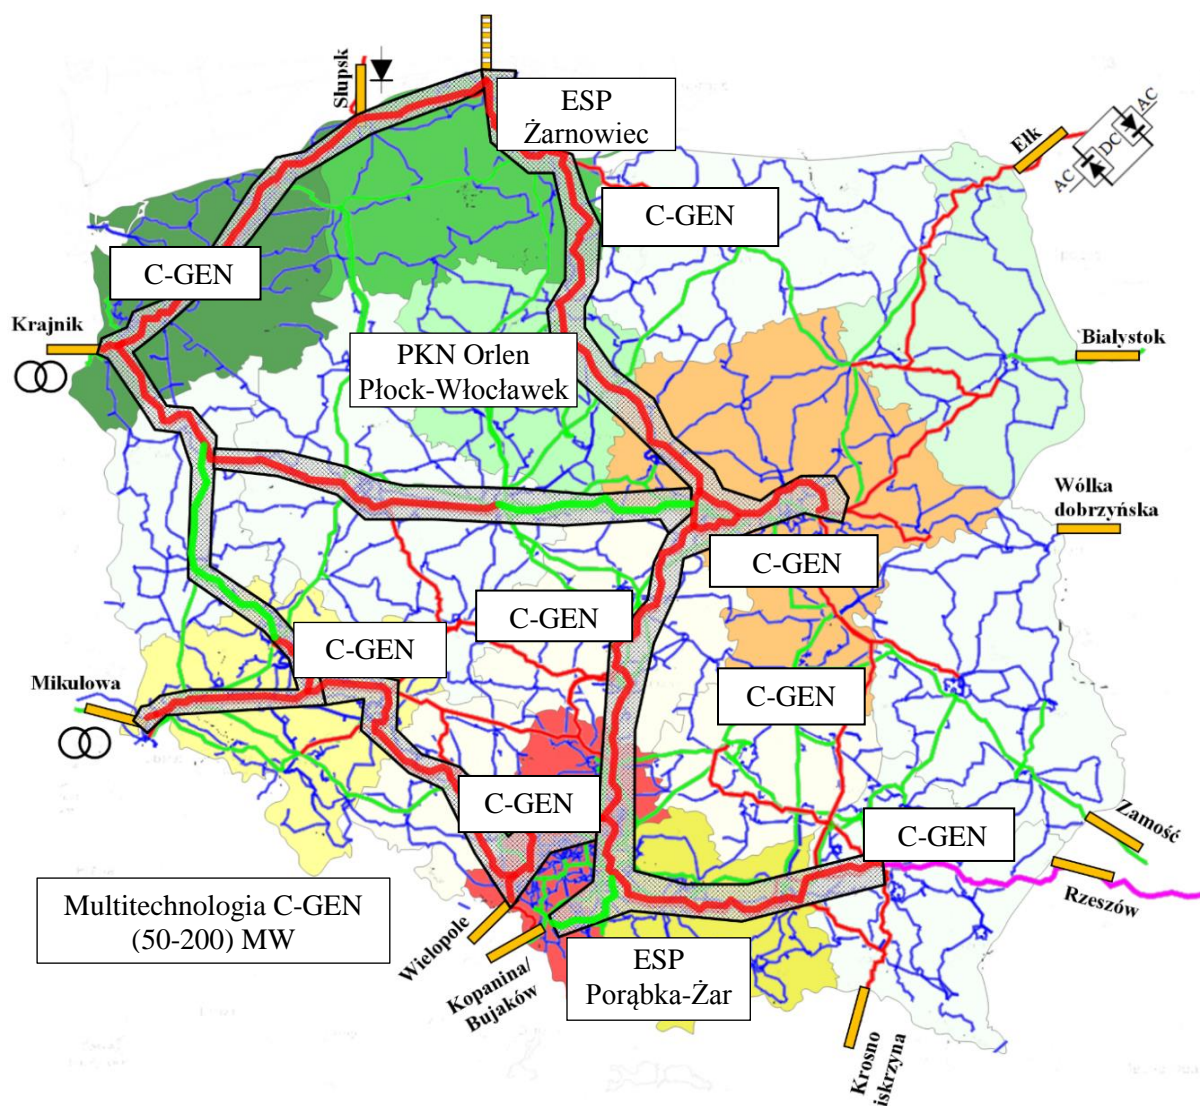 Słupsk
ESP
Żarnowiec
AC
DC
AC
Ełk
C-GEN
C-GEN
Krajnik
PKN Orlen
Płock-Włocławek
Białystok
Wólka
dobrzyńska
C-GEN
C-GEN
C-GEN
Mikułowa
C-GEN
C-GEN
C-GEN
Zamość
Rzeszów
Multitechnologia C-GEN
(50-200) MW
Wielopole
Kopanina/
Bujaków
ESP
Porąbka-Żar
Krosno
iskrzyna